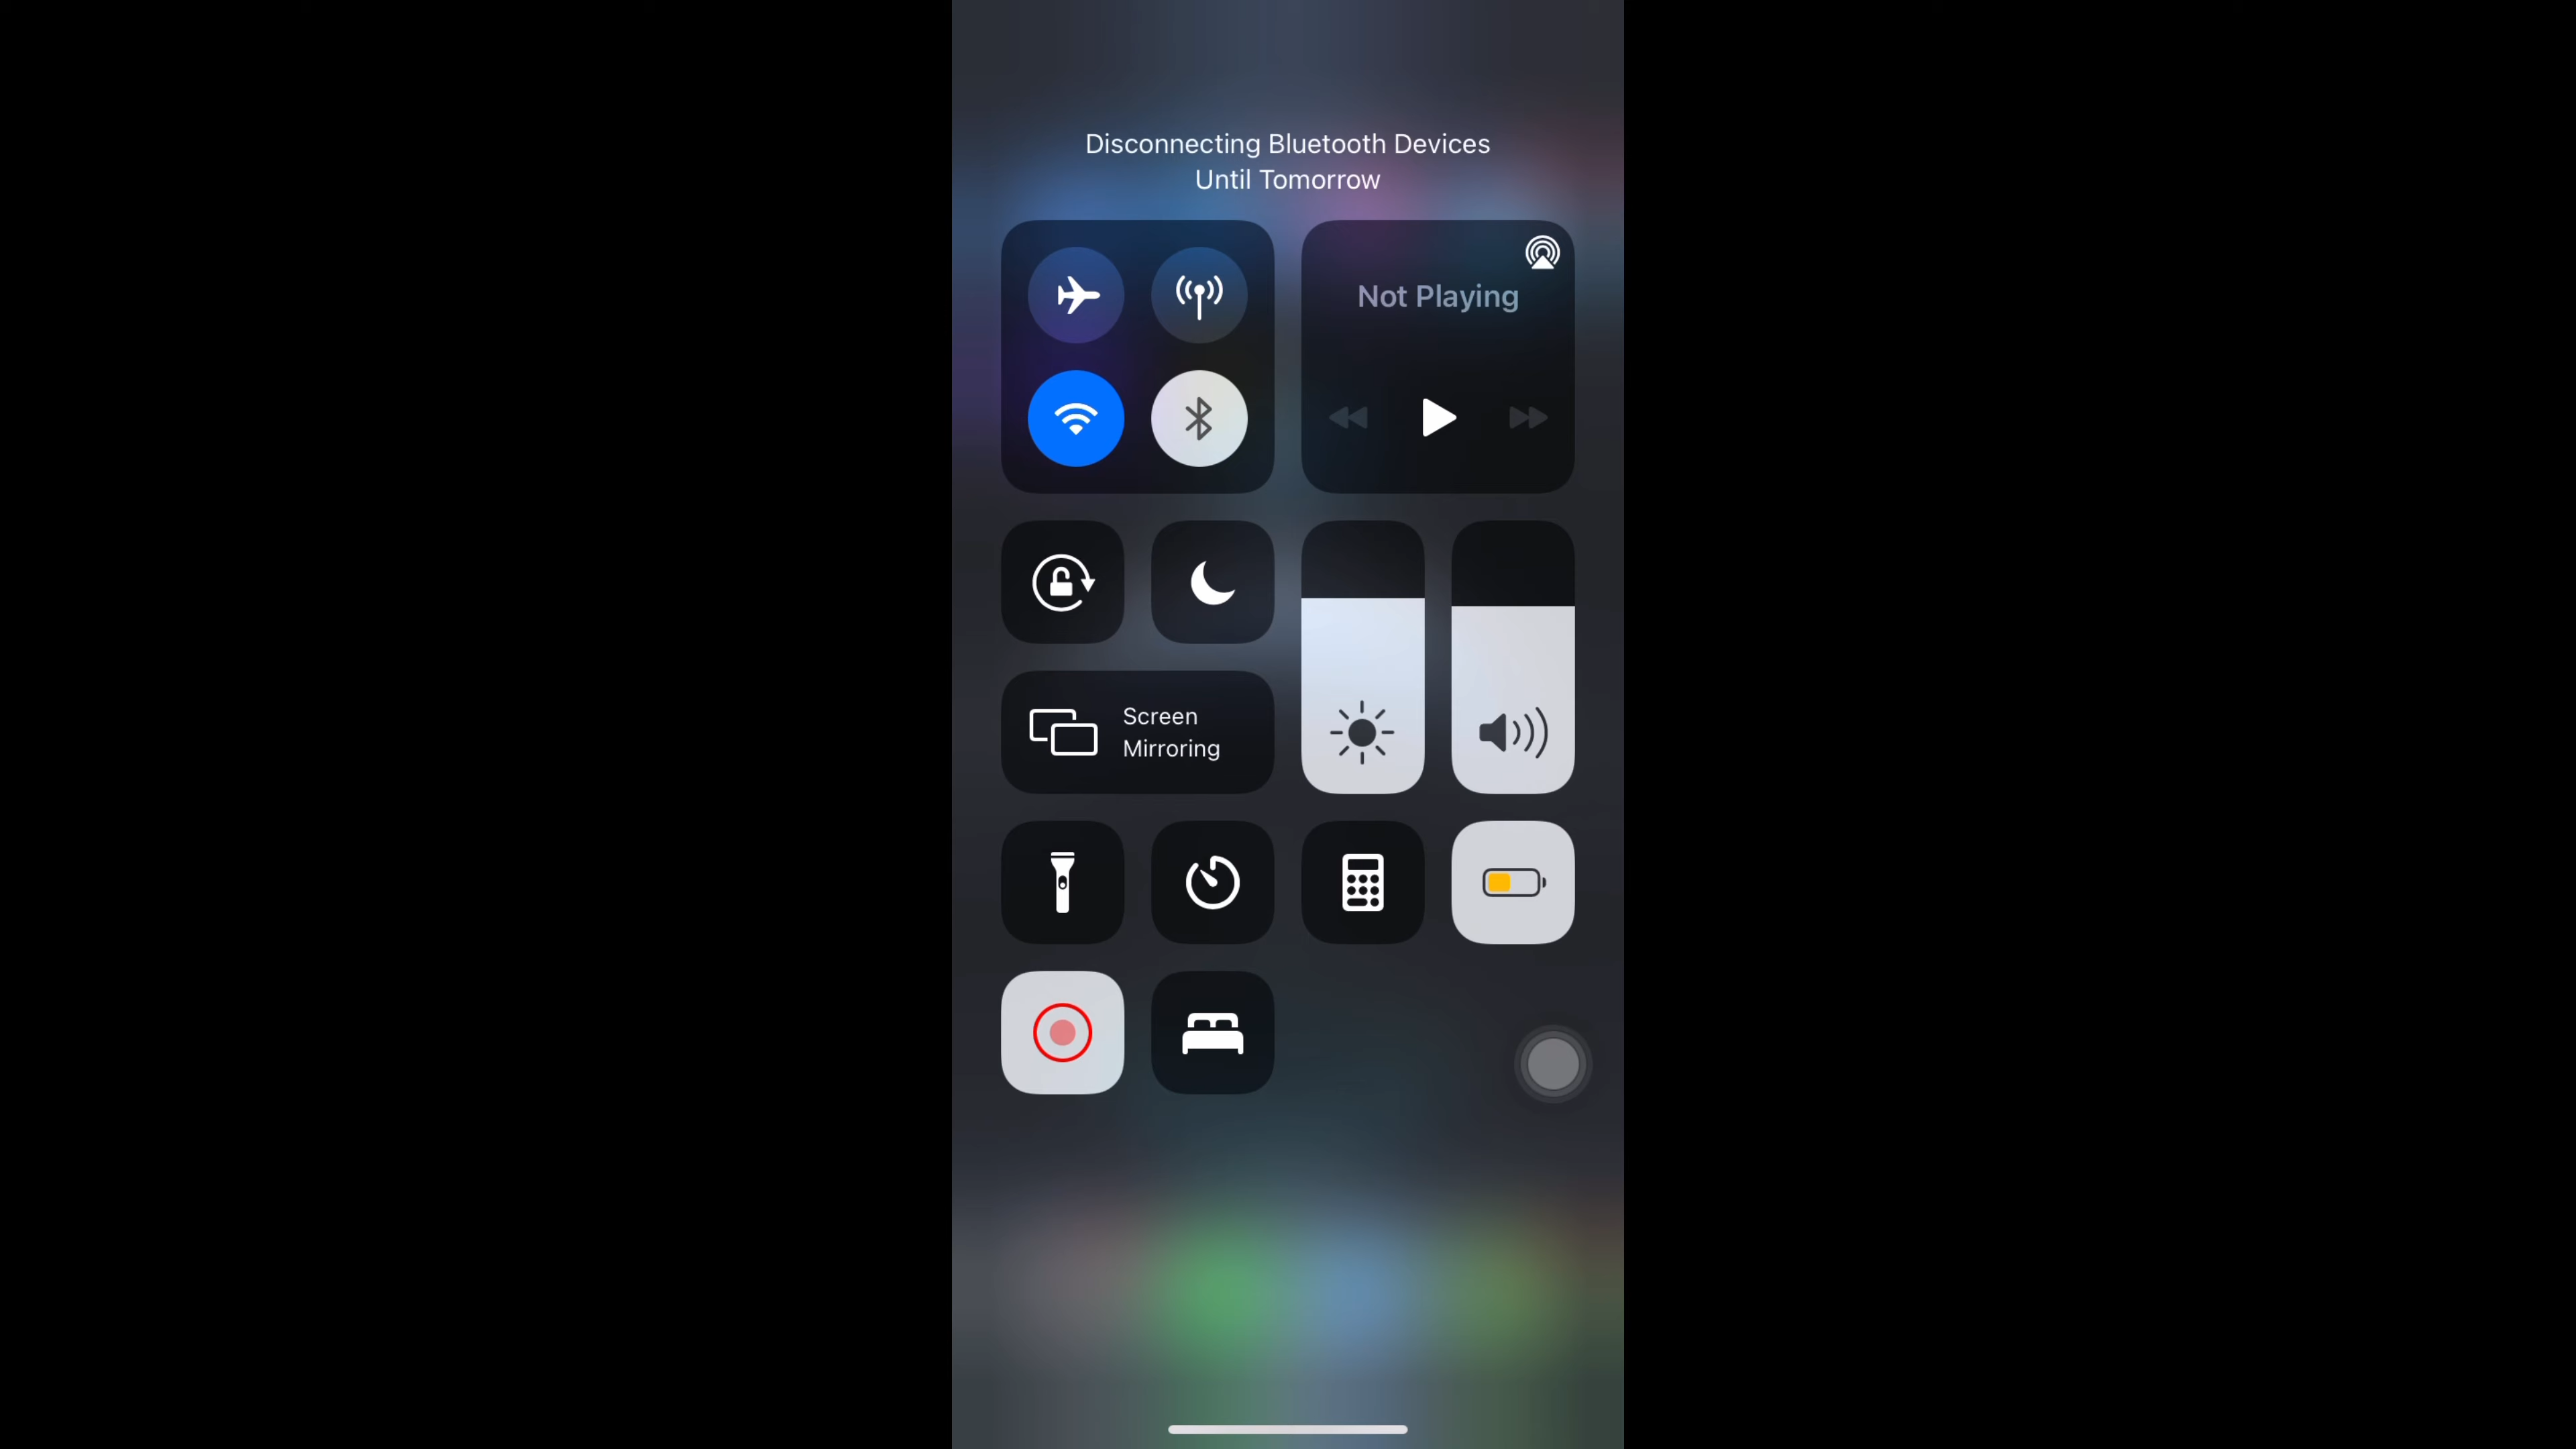 Disconnecting Bluetooth Devices
Until Tomorrow
Not Playing
Screen
Mirroring